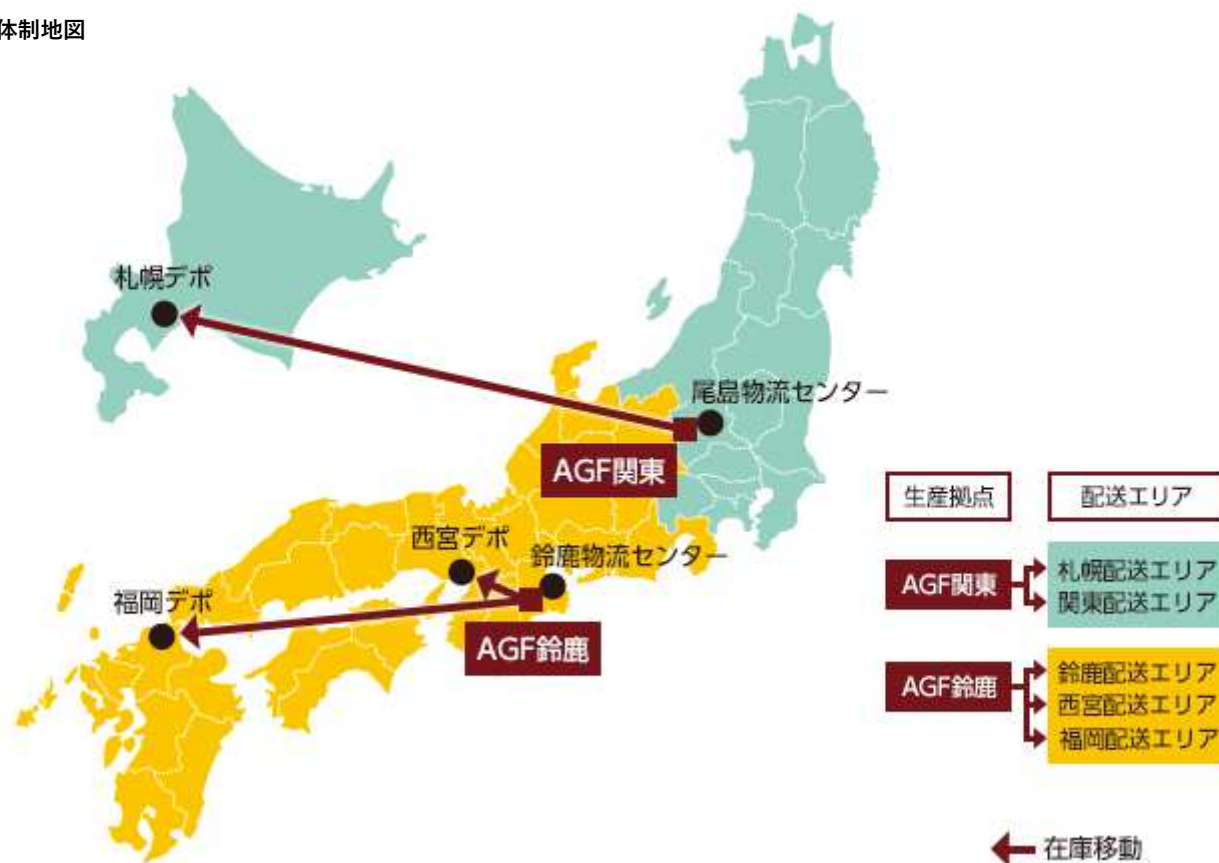 体制地図
札幌デポ
尾島物流センター
AGF関東
西宮デポ
鈴鹿物流センター
福岡デポ
AGF鈴鹿
生産拠点
配送エリア
AGF関東
札幌配送エリア
関東配送エリア
AGF鈴鹿
鈴鹿配送エリア
西宮配送エリア
福岡配送エリア
在庫移動